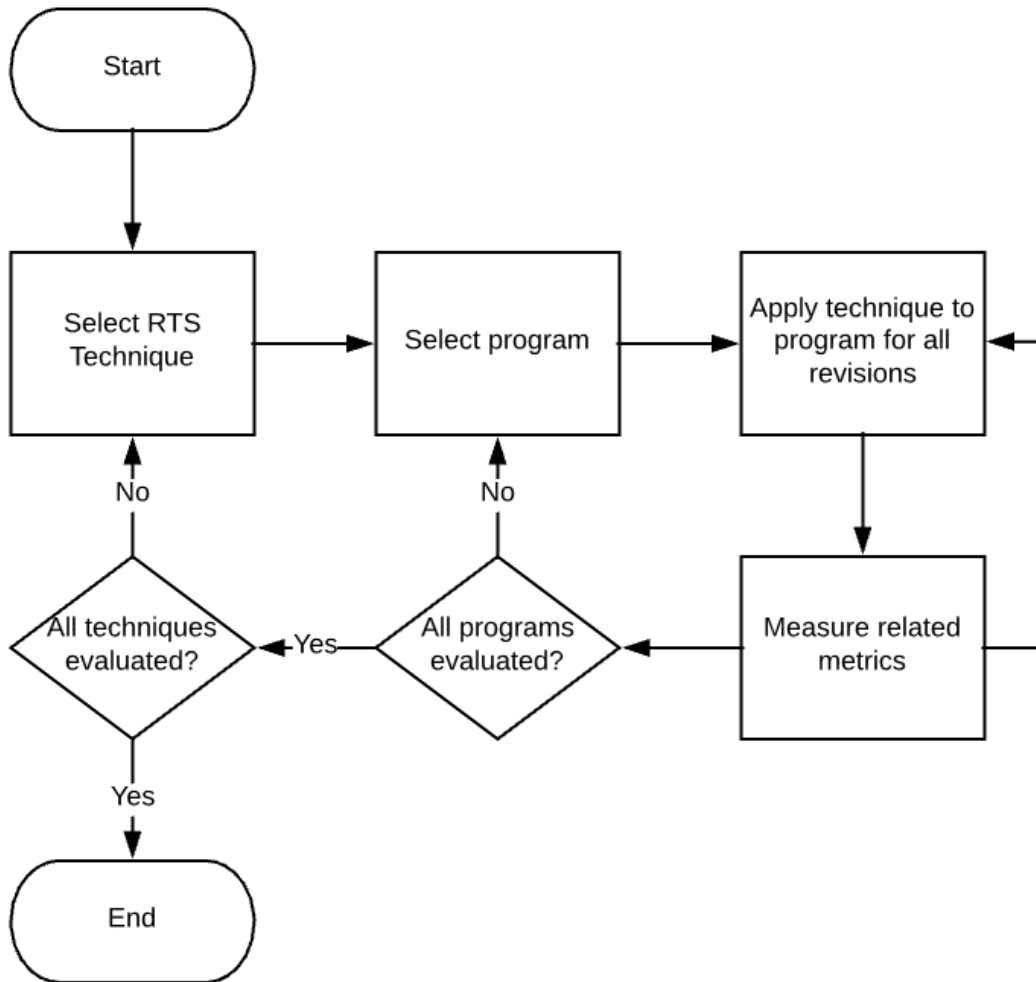 Start
Select RTS
Technique
Select program
Apply technique to
program for all
revisions
No
No
All techniques
evaluated?
Yes
All programs
evaluated?
Measure related
metrics
Yes
End